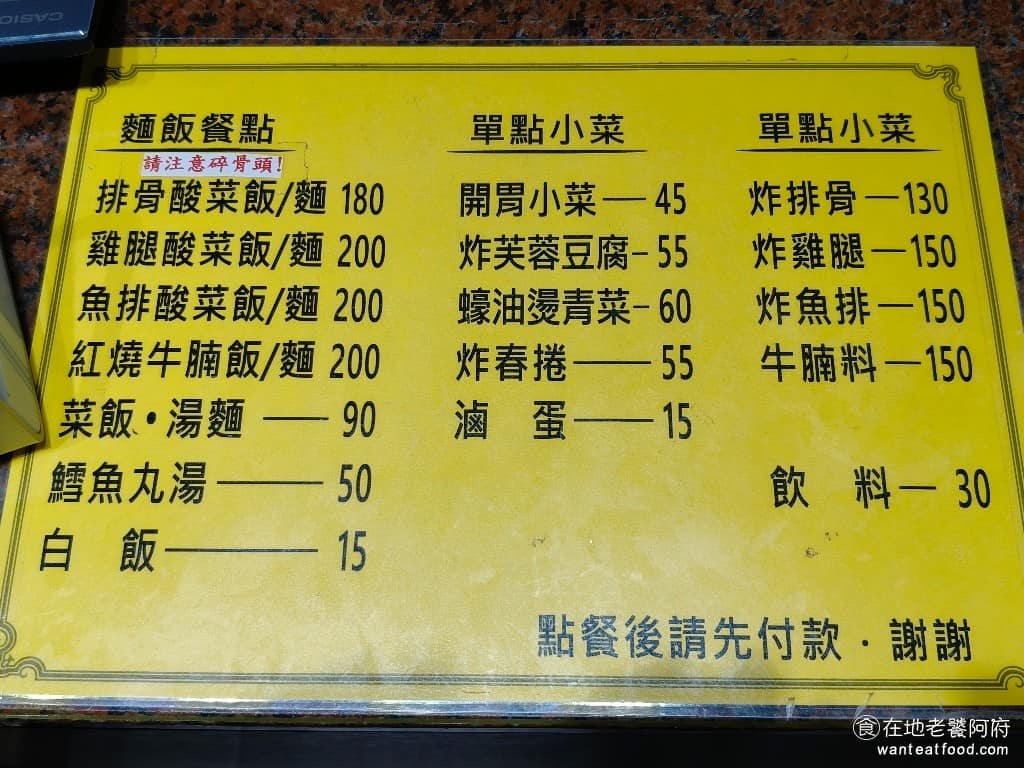 CASIO
麵飯餐點
請注意碎骨頭!
排骨酸菜飯/麵 180
雞腿酸菜飯/麵 200
魚排酸菜飯/麵 200
紅燒牛腩飯/麵 200
菜飯•湯麵 — 90
鱈魚丸湯 — 50
白 飯 — 15
單點小菜
開胃小菜 — 45
炸芙蓉豆腐 – 55
蠔油燙青菜 – 60
炸春捲 — 55
滷 蛋 — 15
單點小菜
炸排骨 — 130
炸雞腿 — 150
炸魚排 — 150
牛腩料 — 150
飲 料 — 30
點餐後請先付款．謝謝
食在地老饕阿府
wanteatfood.com